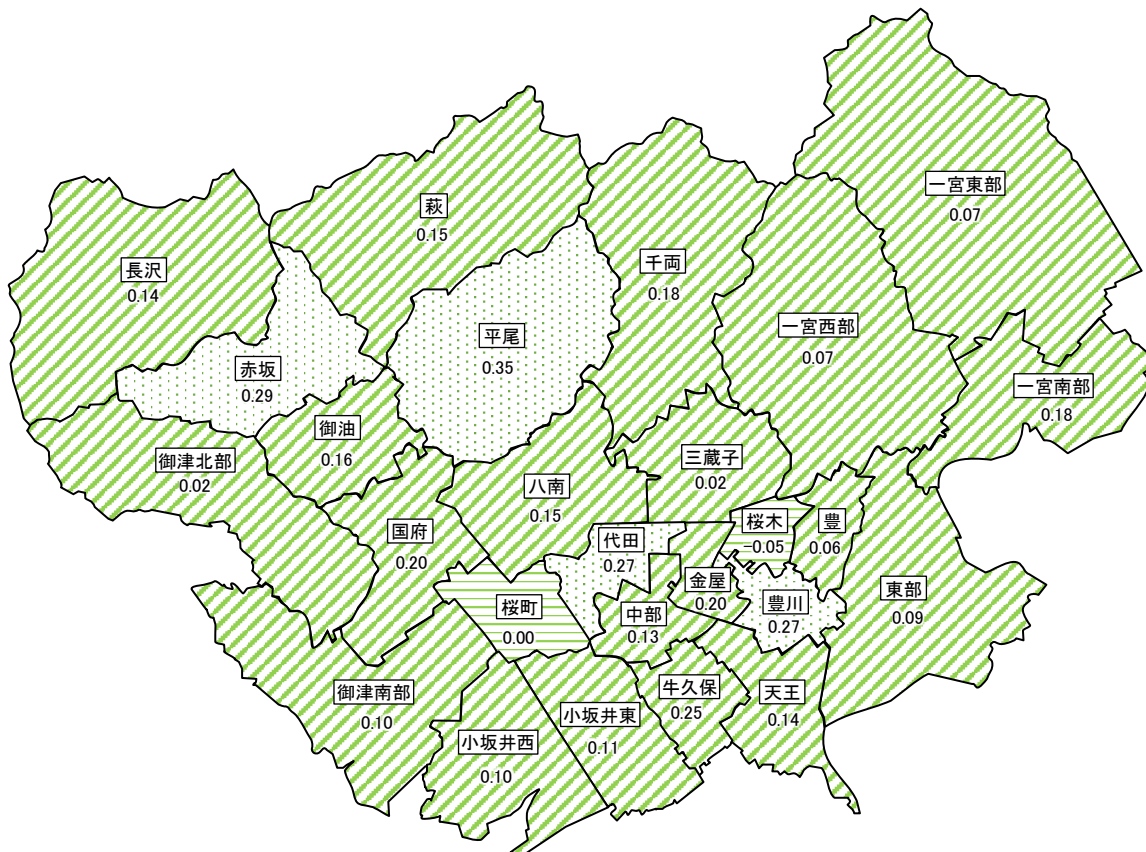 一宮東部
0.07
萩
0.15
千両
0.18
長沢
0.14
一宮西部
0.07
平尾
0.35
赤坂
0.29
一宮南部
0.18
御油
0.16
御津北部
0.02
三蔵子
0.02
八南
0.15
国府
0.20
桜木
-0.05
豊
0.06
代田
0.27
金屋
0.20
豊川
0.27
東部
0.09
桜町
0.00
中部
0.13
御津南部
0.10
牛久保
0.25
天王
0.14
小坂井東
0.11
小坂井西
0.10